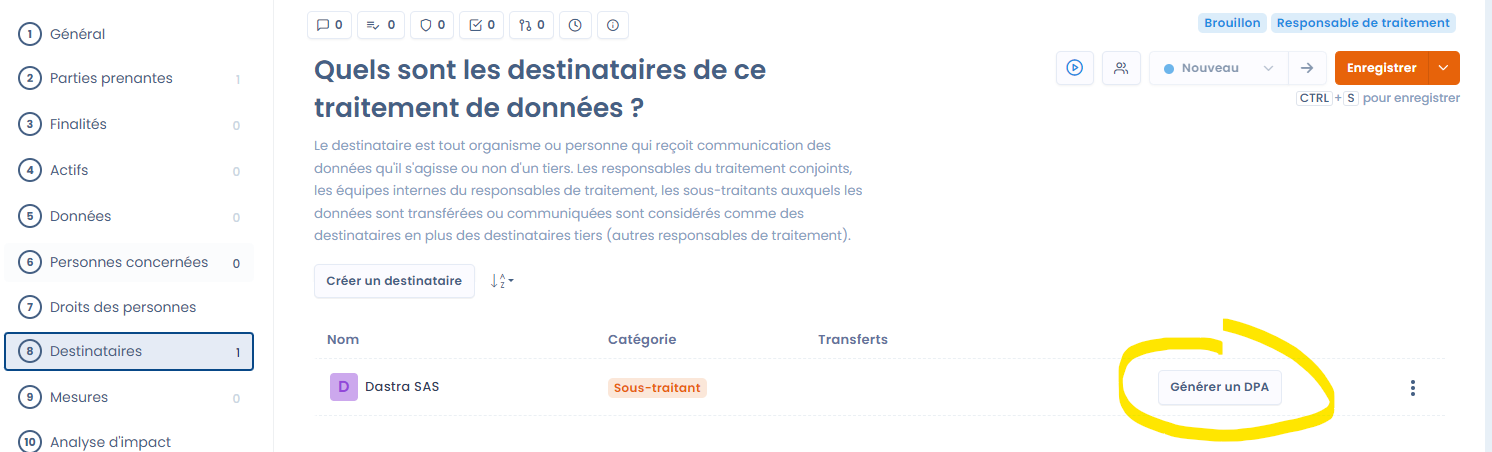 1 Général
2 Parties prenantes 1
3 Finalités 0
4 Actifs 0
5 Données 0
6 Personnes concernées 0
7 Droits des personnes
8 Destinataires 1
9 Mesures 0
10 Analyse d'impact
0 0 0 0 0
Brouillon Responsable de traitement
Quels sont les destinataires de ce
traitement de données ?
Nouveau
Enregistrer
CTRL + S pour enregistrer
Le destinataire est tout organisme ou personne qui reçoit communication des
données qu'il s'agisse ou non d'un tiers. Les responsables du traitement conjoints,
les équipes internes du responsables de traitement, les sous-traitants auxquels les
données sont transférées ou communiquées sont considérés comme des
destinataires en plus des destinataires tiers (autres responsables de traitement).
Créer un destinataire
A
Z
Nom Catégorie Transferts
D Dastra SAS Sous-traitant Générer un DPA